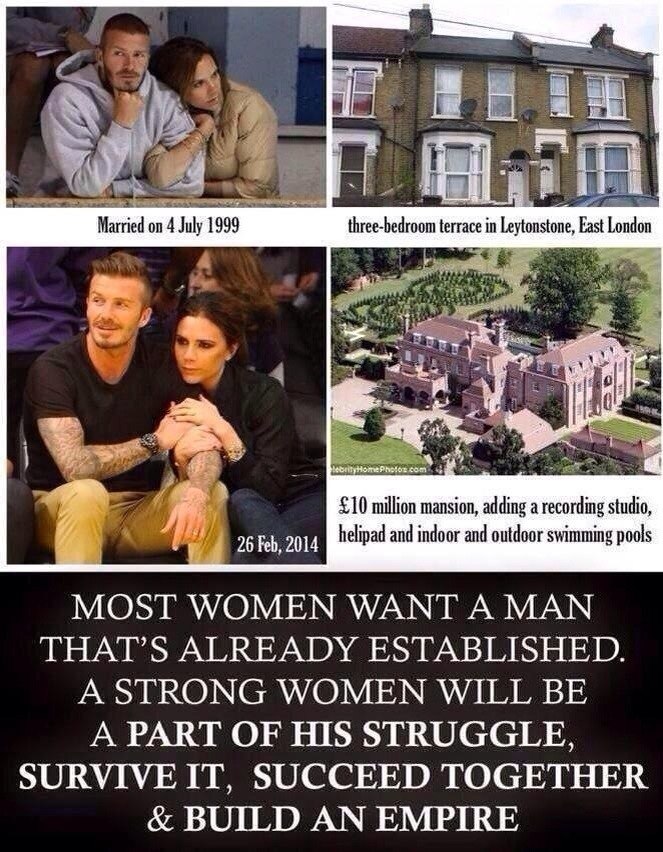 Married on 4 July 1999
three-bedroom terrace in Leytonstone, East London
26 Feb, 2014
lebrityHomePhotos.com
£10 million mansion, adding a recording studio,
helipad and indoor and outdoor swimming pools
MOST WOMEN WANT A MAN
THAT'S ALREADY ESTABLISHED.
A STRONG WOMEN WILL BE
A PART OF HIS STRUGGLE,
SURVIVE IT, SUCCEED TOGETHER
& BUILD AN EMPIRE